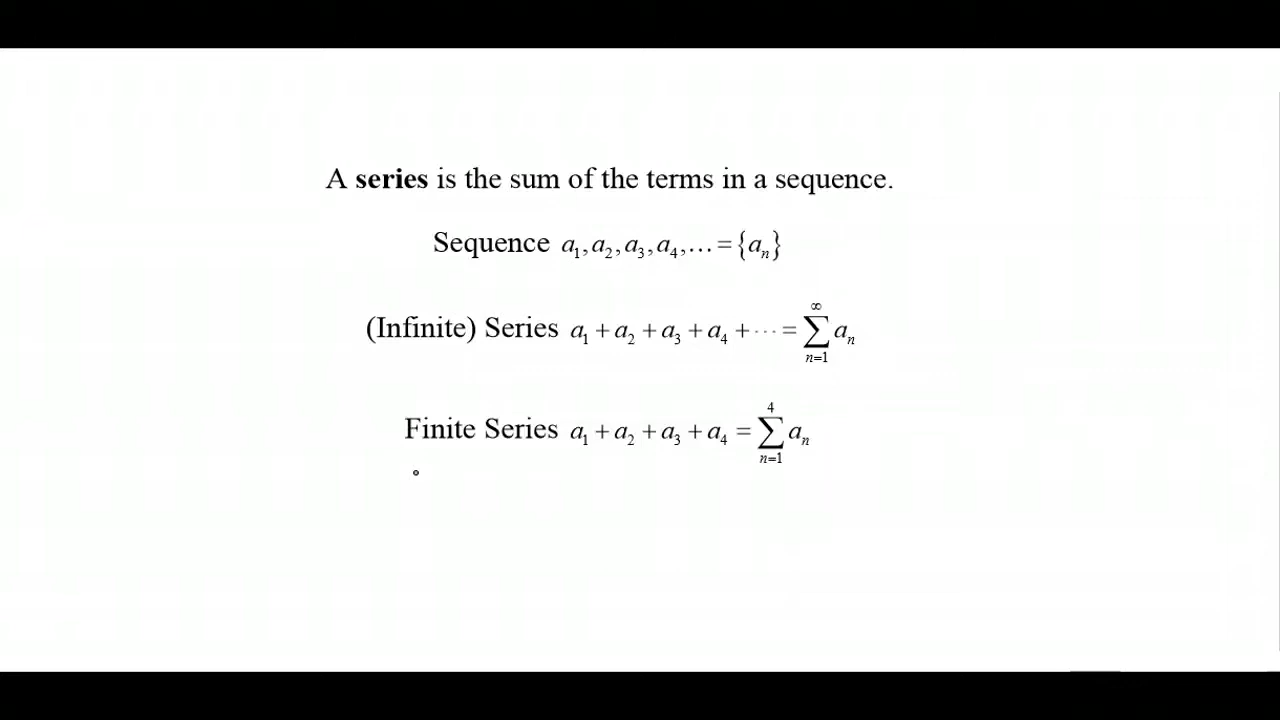 A series is the sum of the terms in a sequence.
Sequence a₁, a₂, a₃, a₄, … = {aₙ}
(Infinite) Series a₁ + a₂ + a₃ + a₄ + ⋯ = ∑_{n=1}^{∞} aₙ
Finite Series a₁ + a₂ + a₃ + a₄ = ∑_{n=1}^{4} aₙ